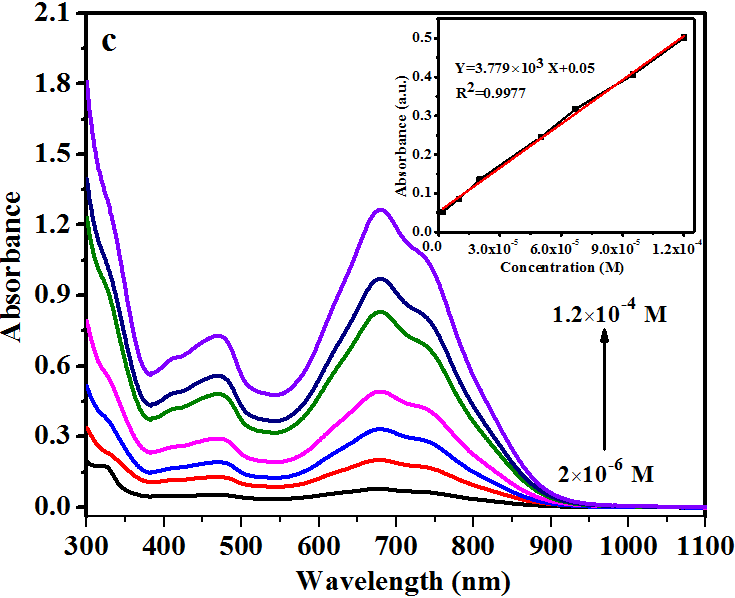 c
2.1
1.8
1.5
1.2
0.9
0.6
0.3
0.0
Absorbance
300 400 500 600 700 800 900 1000 1100
Wavelength (nm)
Y=3.779×10³ X+0.05
R²=0.9977
0.5
0.4
0.3
0.2
0.1
0.0
Absorbance (a.u.)
0.0 3.0x10⁻⁵ 6.0x10⁻⁵ 9.0x10⁻⁵ 1.2x10⁻⁴
Concentration (M)
1.2×10⁻⁴ M
2×10⁻⁶ M